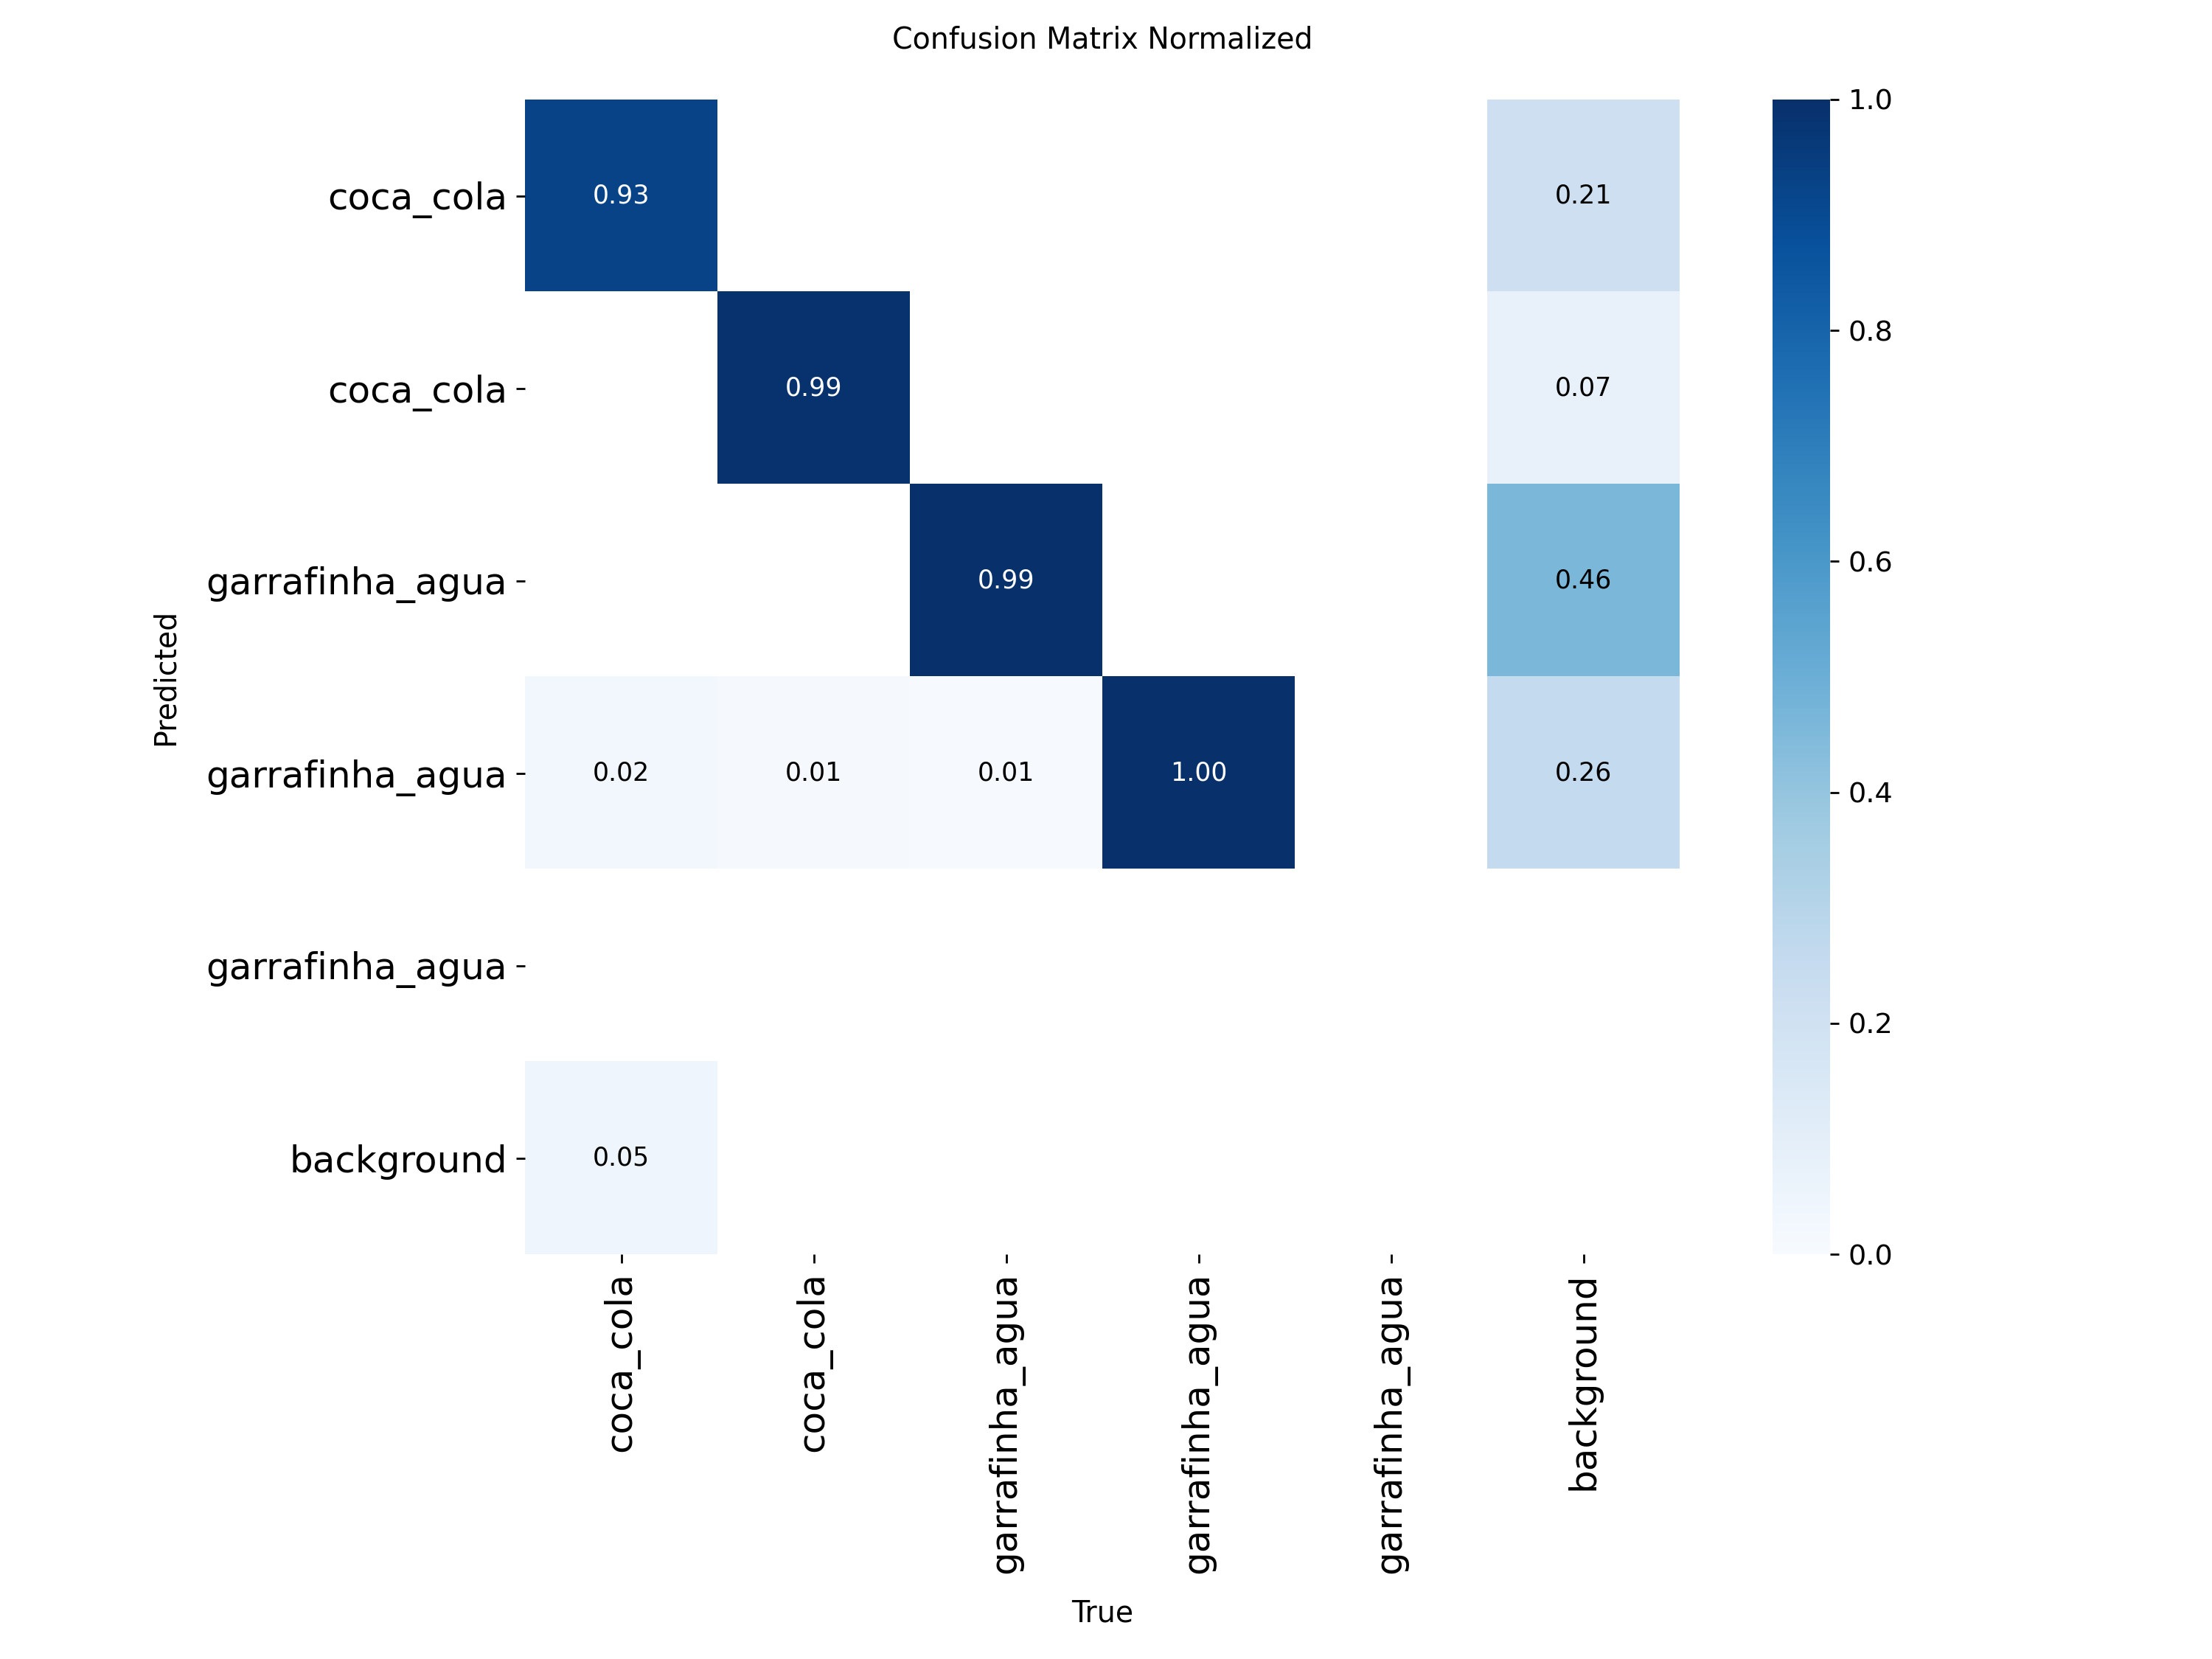 Confusion Matrix Normalized
coca_cola
0.93
0.21
coca_cola
0.99
0.07
garrafinha_agua
0.99
0.46
garrafinha_agua
0.02
0.01
0.01
1.00
0.26
garrafinha_agua
background
0.05
Predicted
coca_cola
coca_cola
garrafinha_agua
garrafinha_agua
garrafinha_agua
background
True
1.0
0.8
0.6
0.4
0.2
0.0